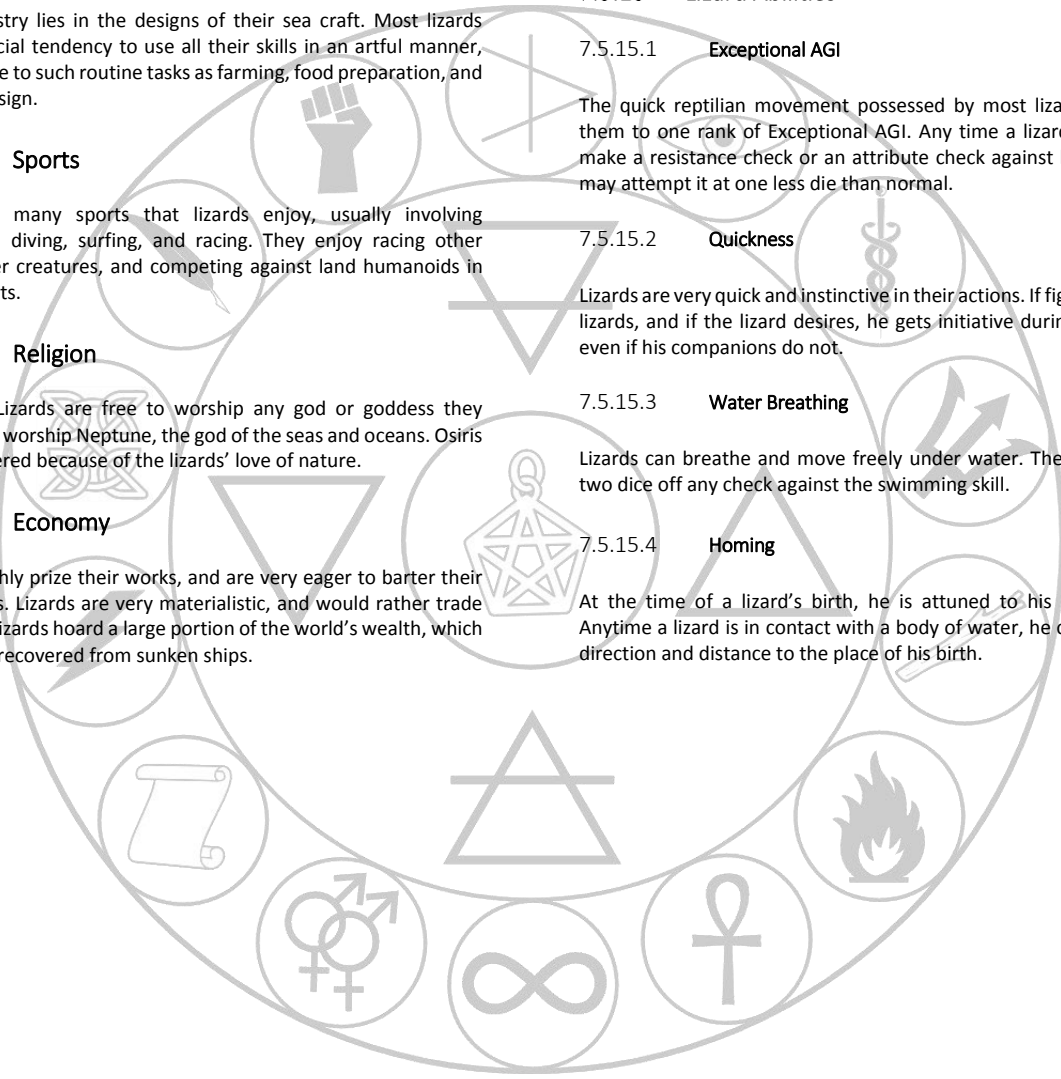 stry lies in the designs of their sea craft. Most lizards
cial tendency to use all their skills in an artful manner,
e to such routine tasks as farming, food preparation, and
sign.
Sports
many sports that lizards enjoy, usually involving
diving, surfing, and racing. They enjoy racing other
er creatures, and competing against land humanoids in
ts.
Religion
Lizards are free to worship any god or goddess they
worship Neptune, the god of the seas and oceans. Osiris
ered because of the lizards’ love of nature.
Economy
hly prize their works, and are very eager to barter their
s. Lizards are very materialistic, and would rather trade
izards hoard a large portion of the world’s wealth, which
recovered from sunken ships.
Lizard Abilities
7.5.15.1 Exceptional AGI
The quick reptilian movement possessed by most liza
them to one rank of Exceptional AGI. Any time a lizar
make a resistance check or an attribute check against
may attempt it at one less die than normal.
7.5.15.2 Quickness
Lizards are very quick and instinctive in their actions. If fig
lizards, and if the lizard desires, he gets initiative durin
even if his companions do not.
7.5.15.3 Water Breathing
Lizards can breathe and move freely under water. The
two dice off any check against the swimming skill.
7.5.15.4 Homing
At the time of a lizard’s birth, he is attuned to his
Anytime a lizard is in contact with a body of water, he c
direction and distance to the place of his birth.